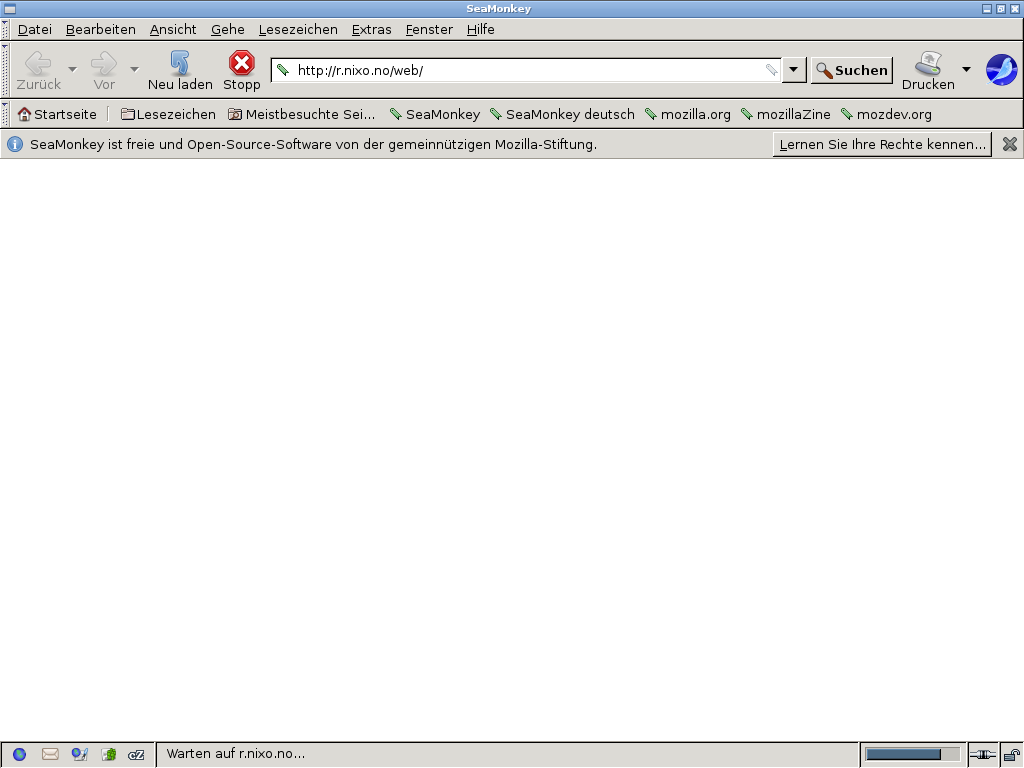 SeaMonkey
Datei Bearbeiten Ansicht Gehe Lesezeichen Extras Fenster Hilfe
Zurück Vor Neu laden Stopp http://r.nixo.no/web/ Suchen Drucken
Startseite Lesezeichen Meistbesuchte Sei... SeaMonkey SeaMonkey deutsch mozilla.org mozillaZine mozdev.org
SeaMonkey ist freie und Open-Source-Software von der gemeinnützigen Mozilla-Stiftung. Lernen Sie Ihre Rechte kennen...
cZ Warten auf r.nixo.no...